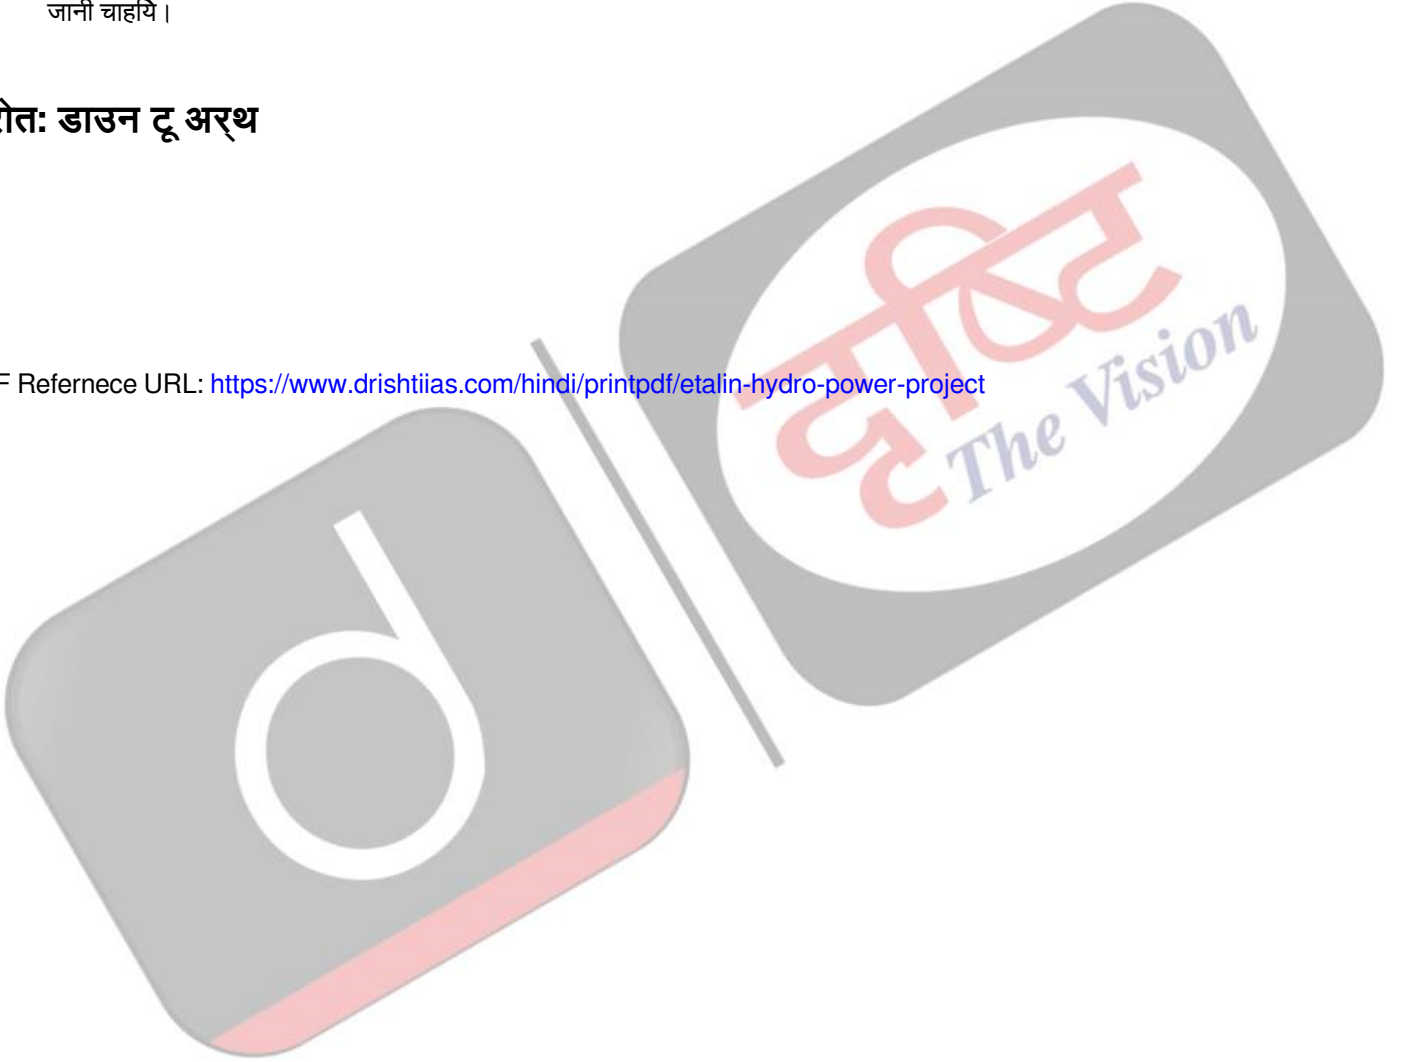 जानी चाहिये।
रोत: डाउन टू अर्थ
F Refernece URL: https://www.drishtiias.com/hindi/printpdf/etalin-hydro-power-project
दृष्टि
The Vision
d